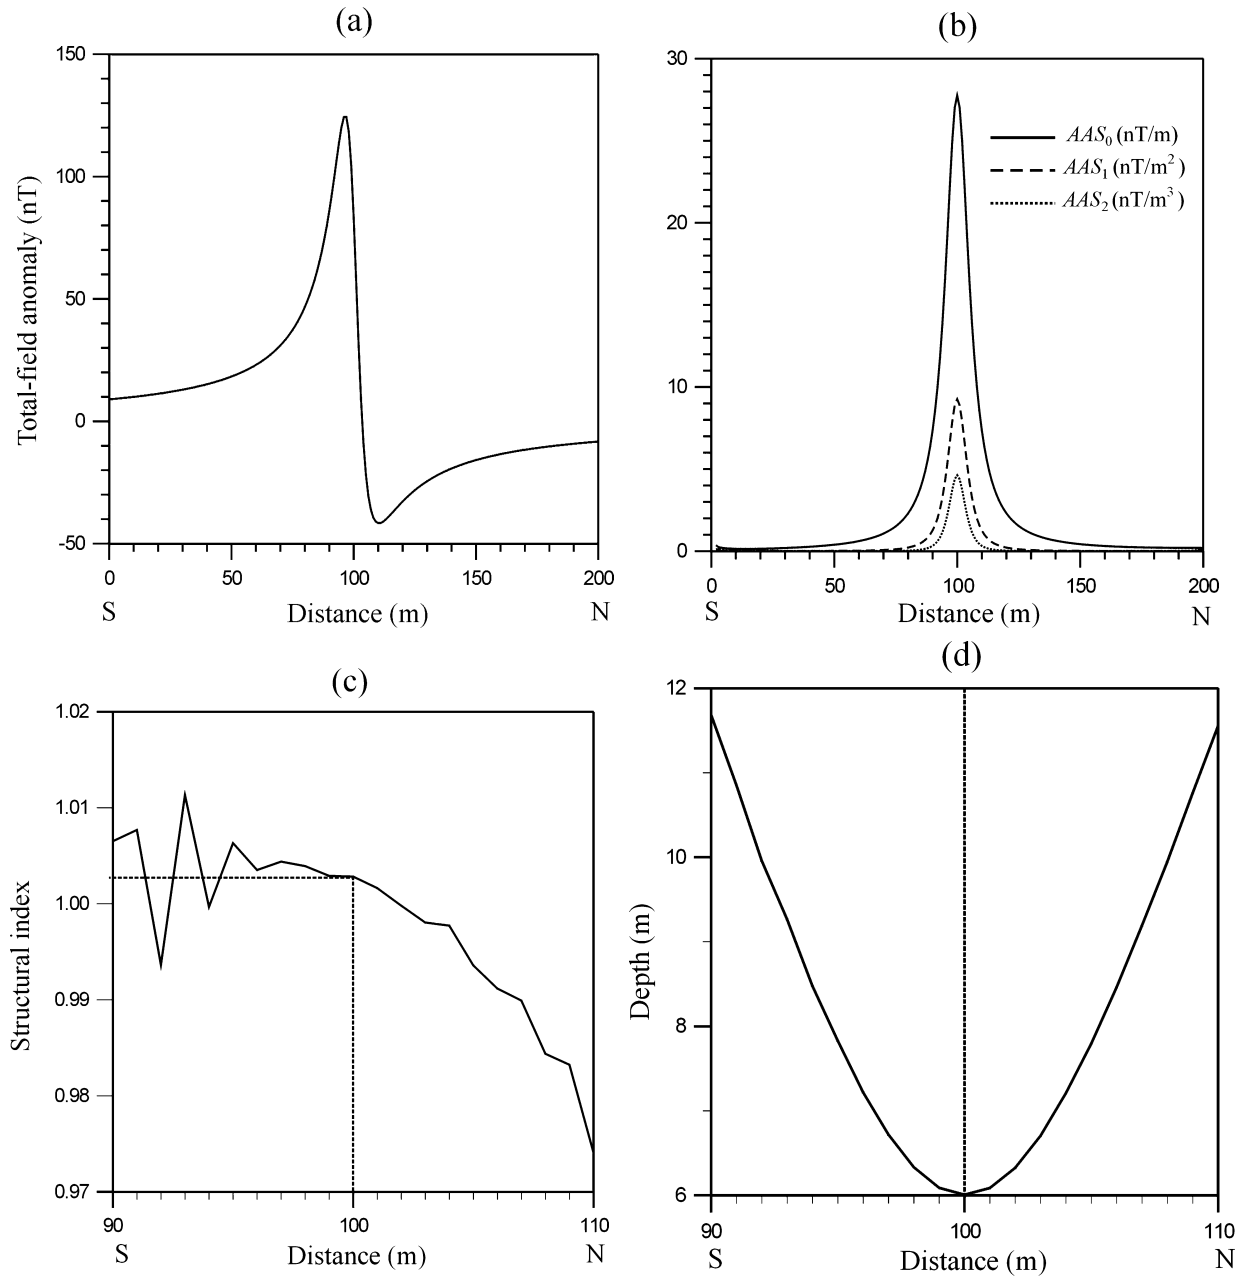 (a)
150
100
50
0
-50
Total-field anomaly (nT)
0 50 100 150 200
S Distance (m) N
(b)
30
20
10
0
AAS0 (nT/m)
AAS1 (nT/m2)
AAS2 (nT/m3)
0 50 100 150 200
S Distance (m) N
(c)
1.02
1.01
1.00
0.99
0.98
0.97
Structural index
90 100 110
S Distance (m) N
(d)
12
10
8
6
Depth (m)
90 100 110
S Distance (m) N